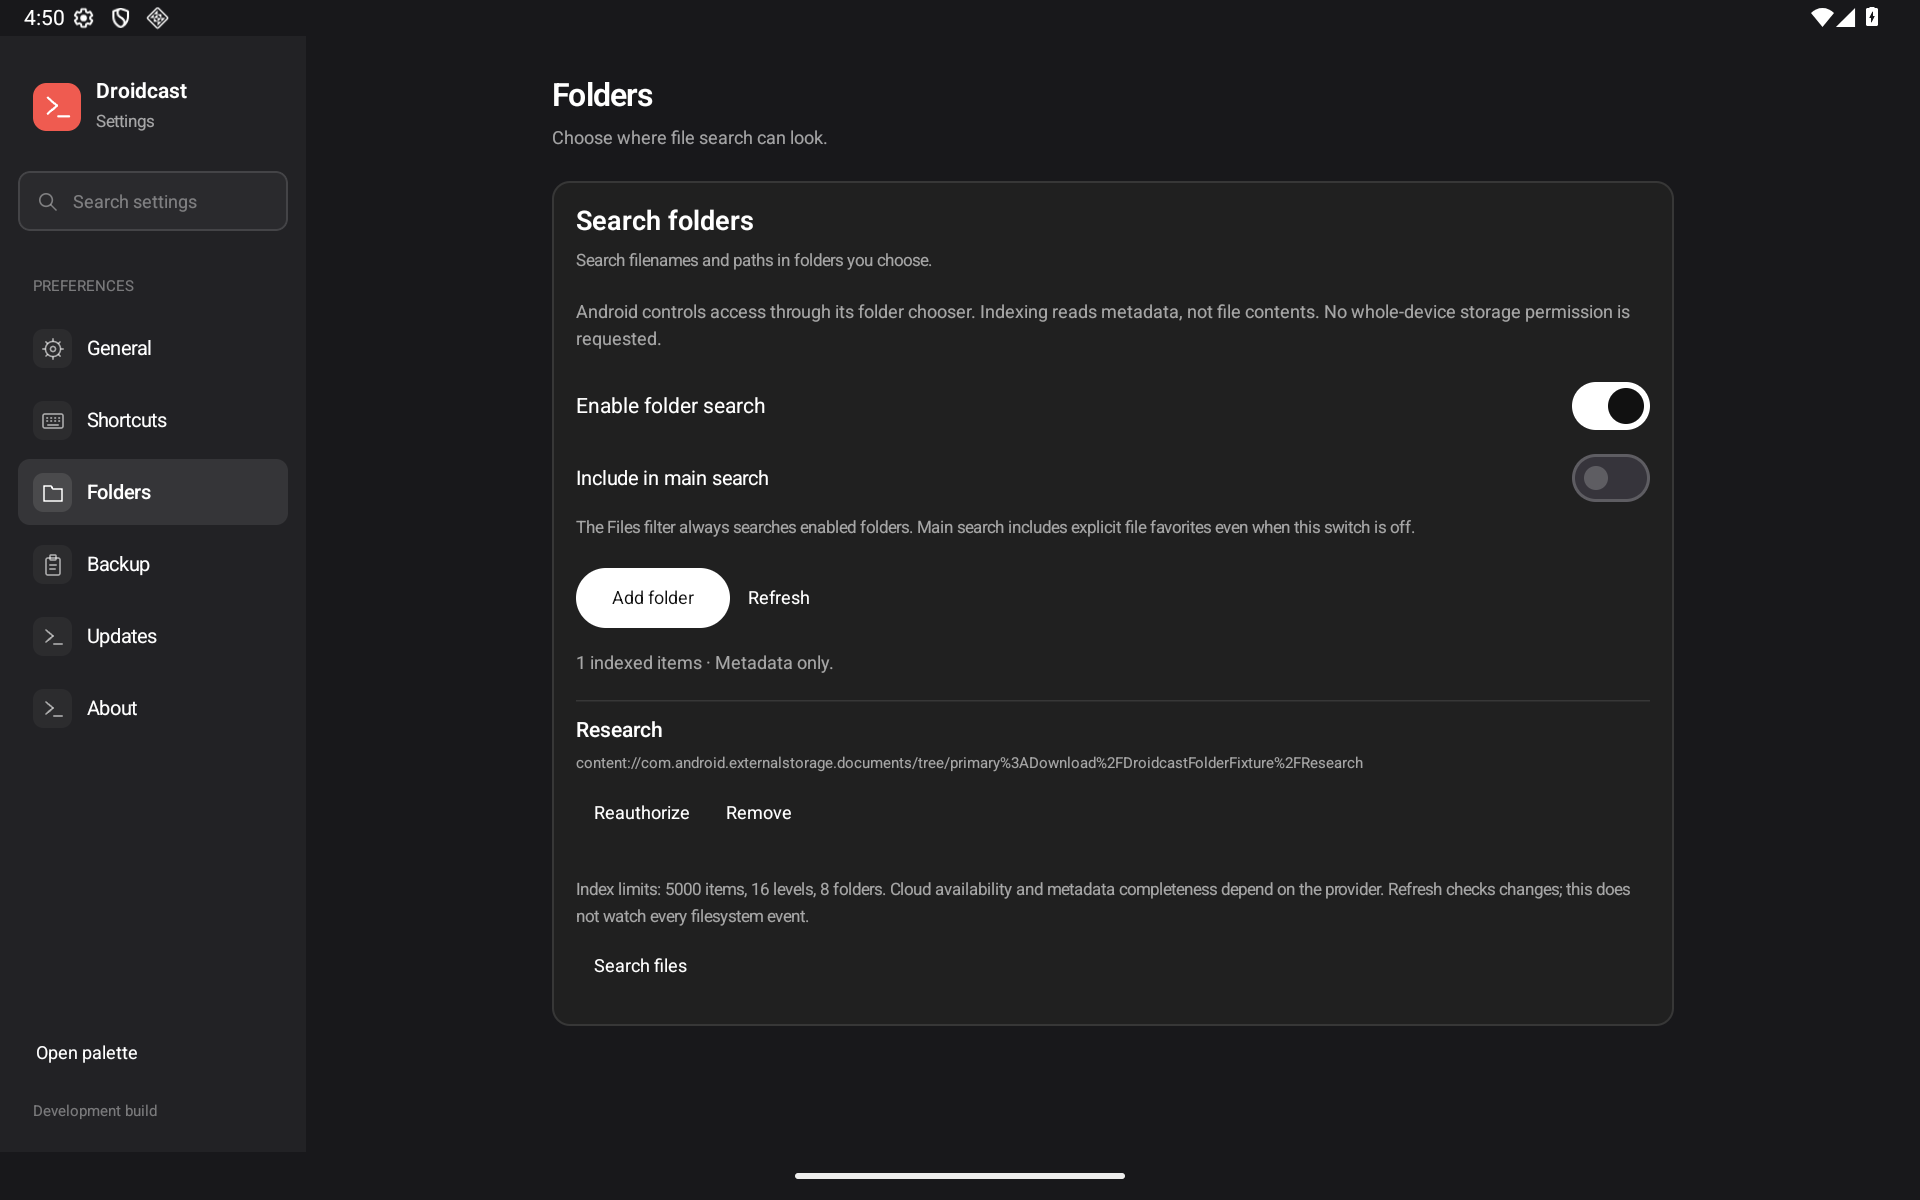 4:50
Droidcast
Settings
Search settings
PREFERENCES
General
Shortcuts
Folders
Backup
Updates
About
Open palette
Development build
Folders
Choose where file search can look.
Search folders
Search filenames and paths in folders you choose.
Android controls access through its folder chooser. Indexing reads metadata, not file contents. No whole-device storage permission is
requested.
Enable folder search
Include in main search
The Files filter always searches enabled folders. Main search includes explicit file favorites even when this switch is off.
Add folder
Refresh
1 indexed items · Metadata only.
Research
content://com.android.externalstorage.documents/tree/primary%3ADownload%2FDroidcastFolderFixture%2FResearch
Reauthorize
Remove
Index limits: 5000 items, 16 levels, 8 folders. Cloud availability and metadata completeness depend on the provider. Refresh checks changes; this does
not watch every filesystem event.
Search files